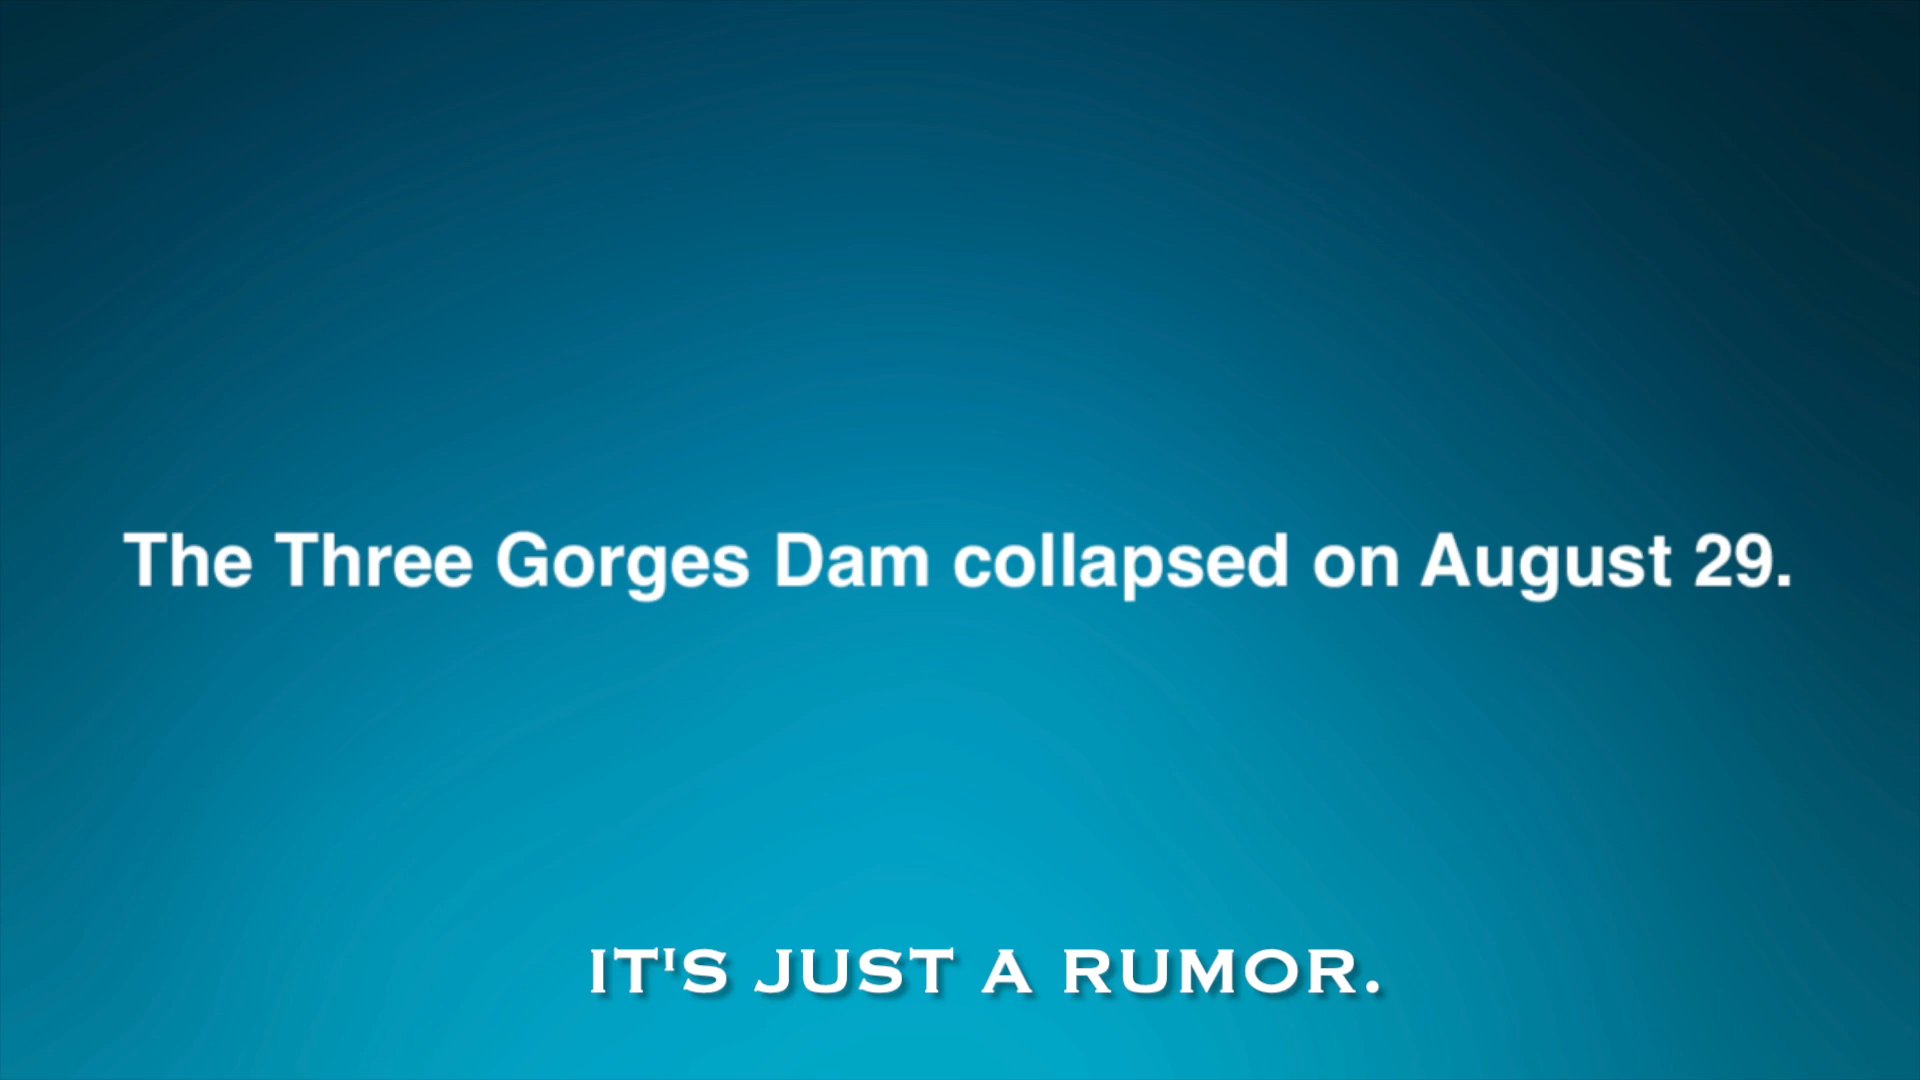 The Three Gorges Dam collapsed on August 29.
IT'S JUST A RUMOR.